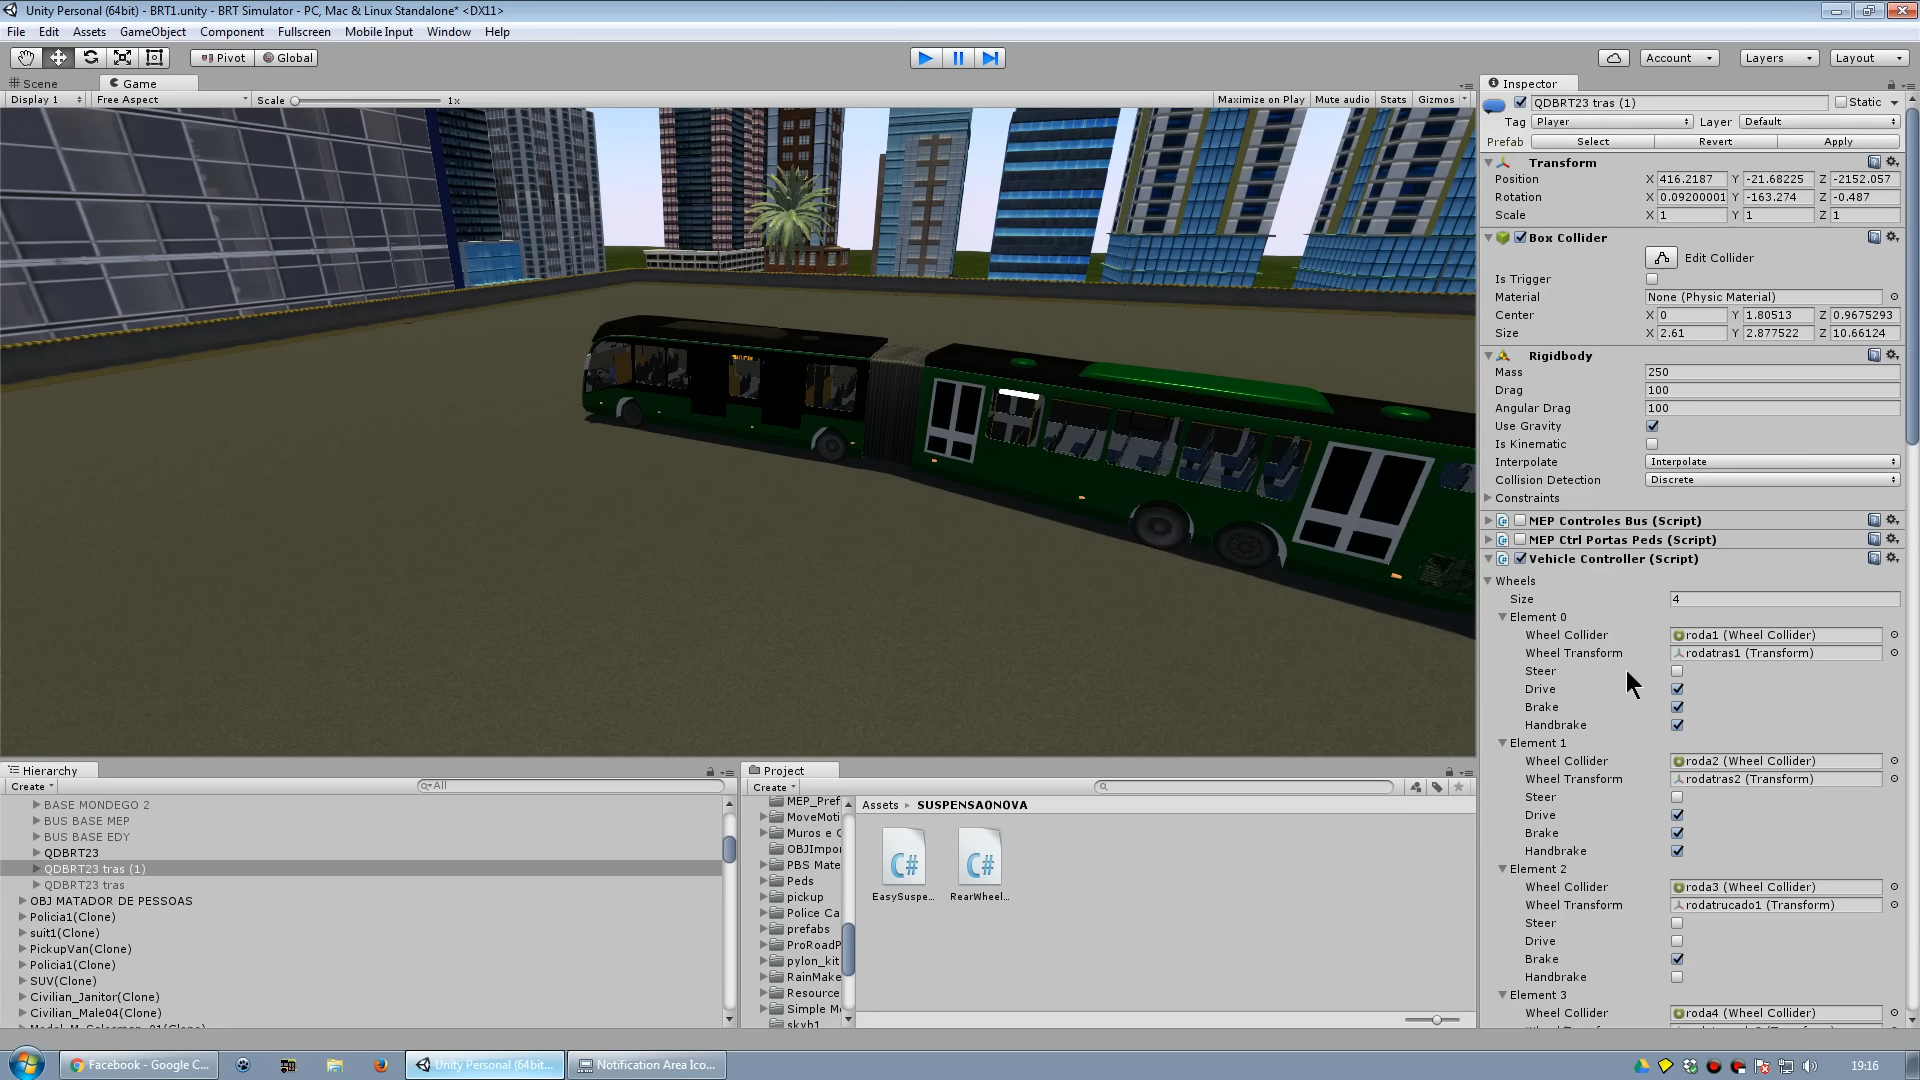 Unity Personal (64bit) - BRT1.unity - BRT Simulator - PC, Mac & Linux Standalone* <DX11>
File Edit Assets GameObject Component Fullscreen Mobile Input Window Help
Pivot Global Account Layers Layout
Scene Game
Display 1 Free Aspect Scale 1x Maximize on Play Mute audio Stats Gizmos
Inspector
QDBRT23 tras (1) Static
Tag Player Layer Default
Prefab Select Revert Apply
Transform
Position X 416.2187 Y -21.68225 Z -2152.057
Rotation X 0.09200001 Y -163.274 Z -0.487
Scale X 1 Y 1 Z 1
Box Collider
Edit Collider
Is Trigger
Material None (Physic Material)
Center X 0 Y 1.80513 Z 0.9675293
Size X 2.61 Y 2.877522 Z 10.66124
Rigidbody
Mass 250
Drag 100
Angular Drag 100
Use Gravity
Is Kinematic
Interpolate Interpolate
Collision Detection Discrete
Constraints
MEP Controles Bus (Script)
MEP Ctrl Portas Peds (Script)
Vehicle Controller (Script)
Wheels
Size 4
Element 0
Wheel Collider roda1 (Wheel Collider)
Wheel Transform rodatras1 (Transform)
Steer
Drive
Brake
Handbrake
Element 1
Wheel Collider roda2 (Wheel Collider)
Wheel Transform rodatras2 (Transform)
Steer
Drive
Brake
Handbrake
Element 2
Wheel Collider roda3 (Wheel Collider)
Wheel Transform rodatrucado1 (Transform)
Steer
Drive
Brake
Handbrake
Element 3
Wheel Collider roda4 (Wheel Collider)
Hierarchy
Create All
BASE MONDEGO 2
BUS BASE MEP
BUS BASE EDY
QDBRT23
QDBRT23 tras (1)
QDBRT23 tras
OBJ MATADOR DE PESSOAS
Policia1(Clone)
suit1(Clone)
PickupVan(Clone)
Policia1(Clone)
SUV(Clone)
Civilian_Janitor(Clone)
Civilian_Male04(Clone)
Project
Create
MEP_Pref
MoveMoti
Muros e C
OBJImpor
PBS Mate
Peds
pickup
Police Ca
prefabs
ProRoadP
pylon_kit
RainMake
Resource
Simple M
skyb1
Assets SUSPENSAONOVA
EasySuspe... RearWheel...
C# C#
Facebook - Google C... Unity Personal (64bit... Notification Area Ico... 19:16